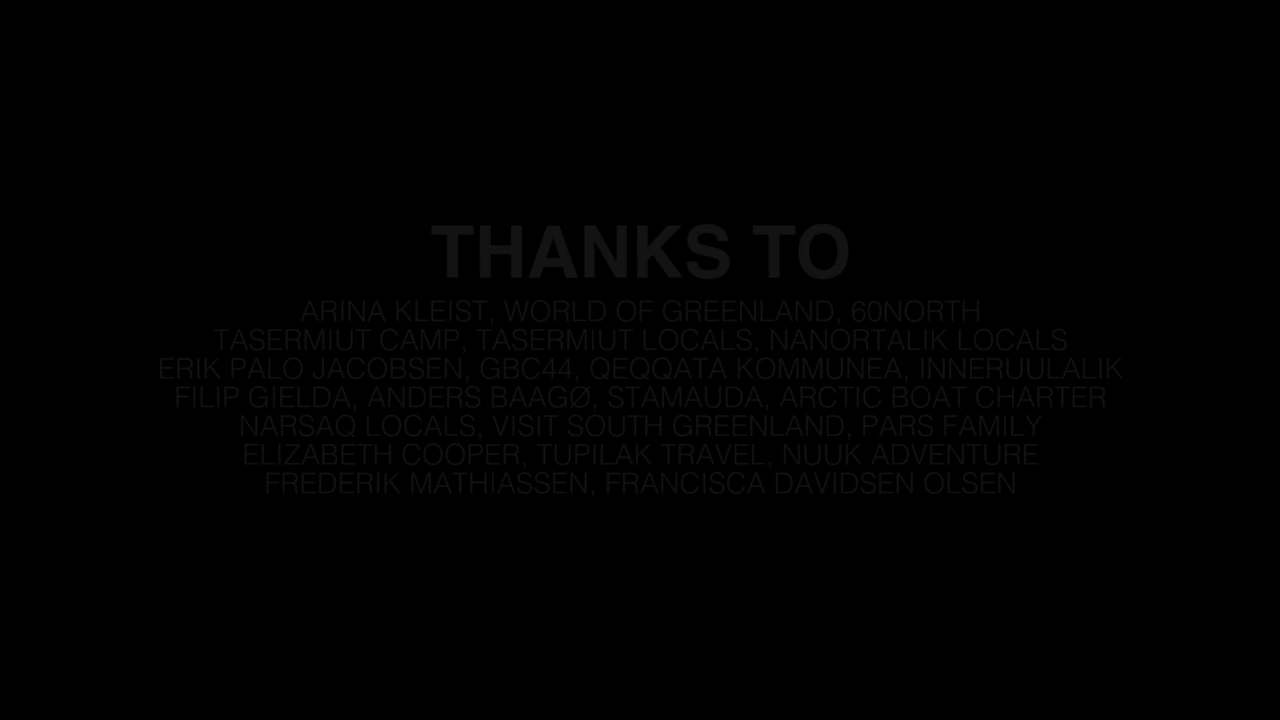 THANKS TO
ARINA KLEIST, WORLD OF GREENLAND, 60NORTH
TASERMIUT CAMP, TASERMIUT LOCALS, NANORTALIK LOCALS
ERIK PALO JACOBSEN, GBC44, QEQQATA KOMMUNEA, INNERUULALIK
FILIP GIELDA, ANDERS BAAGØ, STAMAUDA, ARCTIC BOAT CHARTER
NARSAQ LOCALS, VISIT SOUTH GREENLAND, PARS FAMILY
ELIZABETH COOPER, TUPILAK TRAVEL, NUUK ADVENTURE
FREDERIK MATHIASSEN, FRANCISCA DAVIDSEN OLSEN